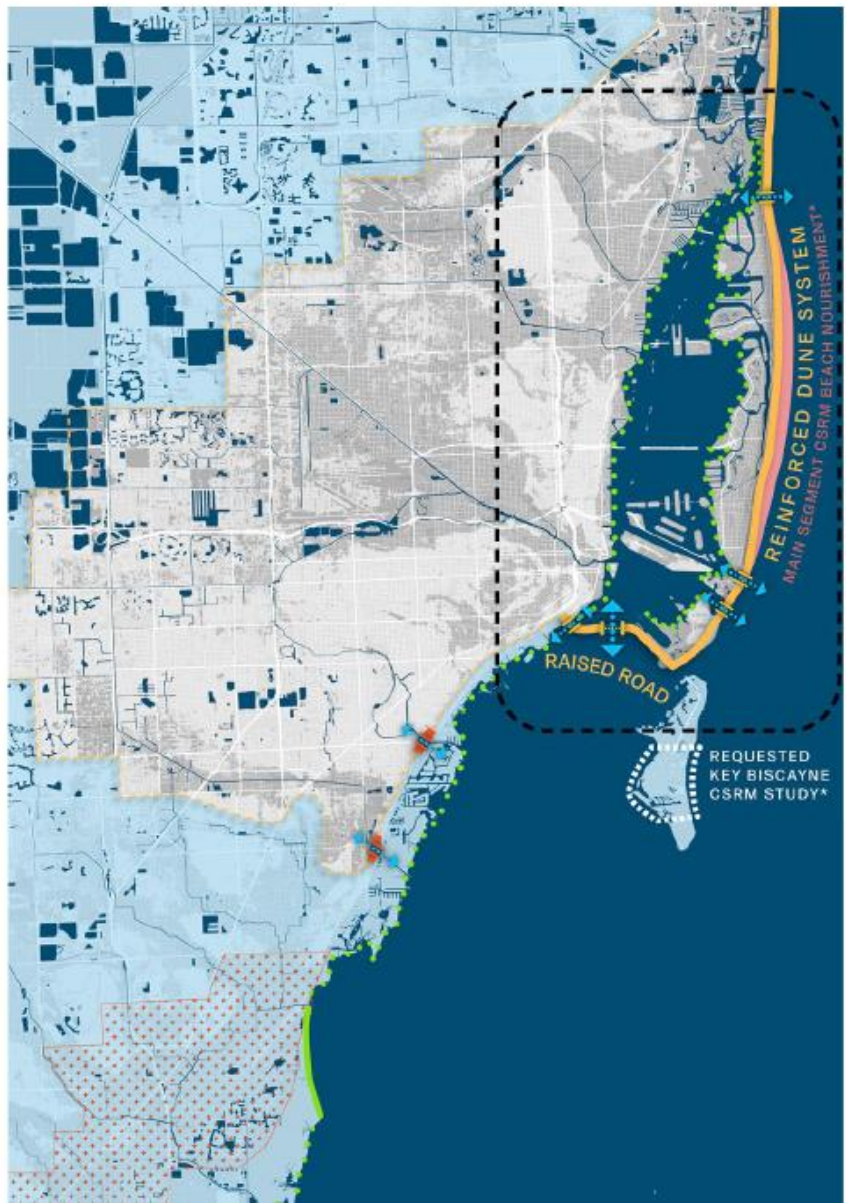 REINFORCED DUNE SYSTEM
MAIN SEGMENT CSRM BEACH NOURISHMENT*
RAISED ROAD
REQUESTED
KEY BISCAYNE
CSRM STUDY*